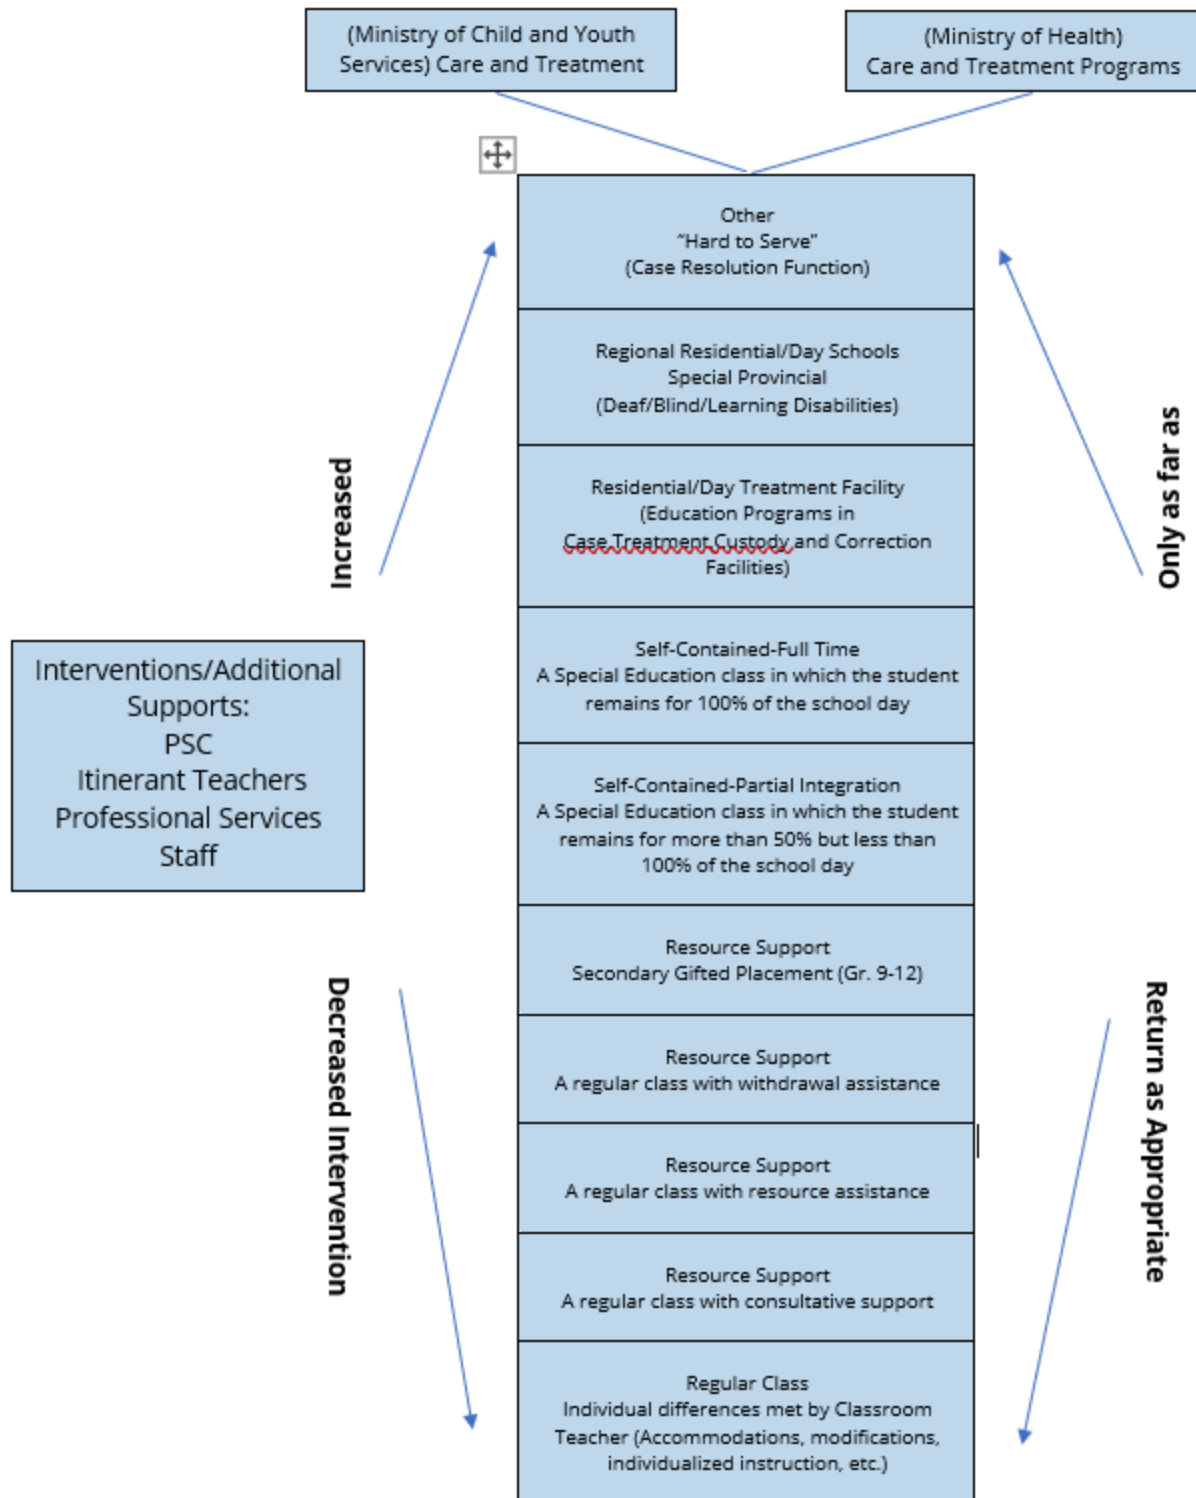 (Ministry of Child and Youth
Services) Care and Treatment
(Ministry of Health)
Care and Treatment Programs
Other
“Hard to Serve”
(Case Resolution Function)
Regional Residential/Day Schools
Special Provincial
(Deaf/Blind/Learning Disabilities)
Residential/Day Treatment Facility
(Education Programs in
Case,Treatment,Custody,and Correction
Facilities)
Self-Contained-Full Time
A Special Education class in which the student
remains for 100% of the school day
Self-Contained-Partial Integration
A Special Education class in which the student
remains for more than 50% but less than
100% of the school day
Resource Support
Secondary Gifted Placement (Gr. 9-12)
Resource Support
A regular class with withdrawal assistance
Resource Support
A regular class with resource assistance
Resource Support
A regular class with consultative support
Regular Class
Individual differences met by Classroom
Teacher (Accommodations, modifications,
individualized instruction, etc.)
Increased
Interventions/Additional
Supports:
PSC
Itinerant Teachers
Professional Services
Staff
Decreased Intervention
Only as far as
Return as Appropriate